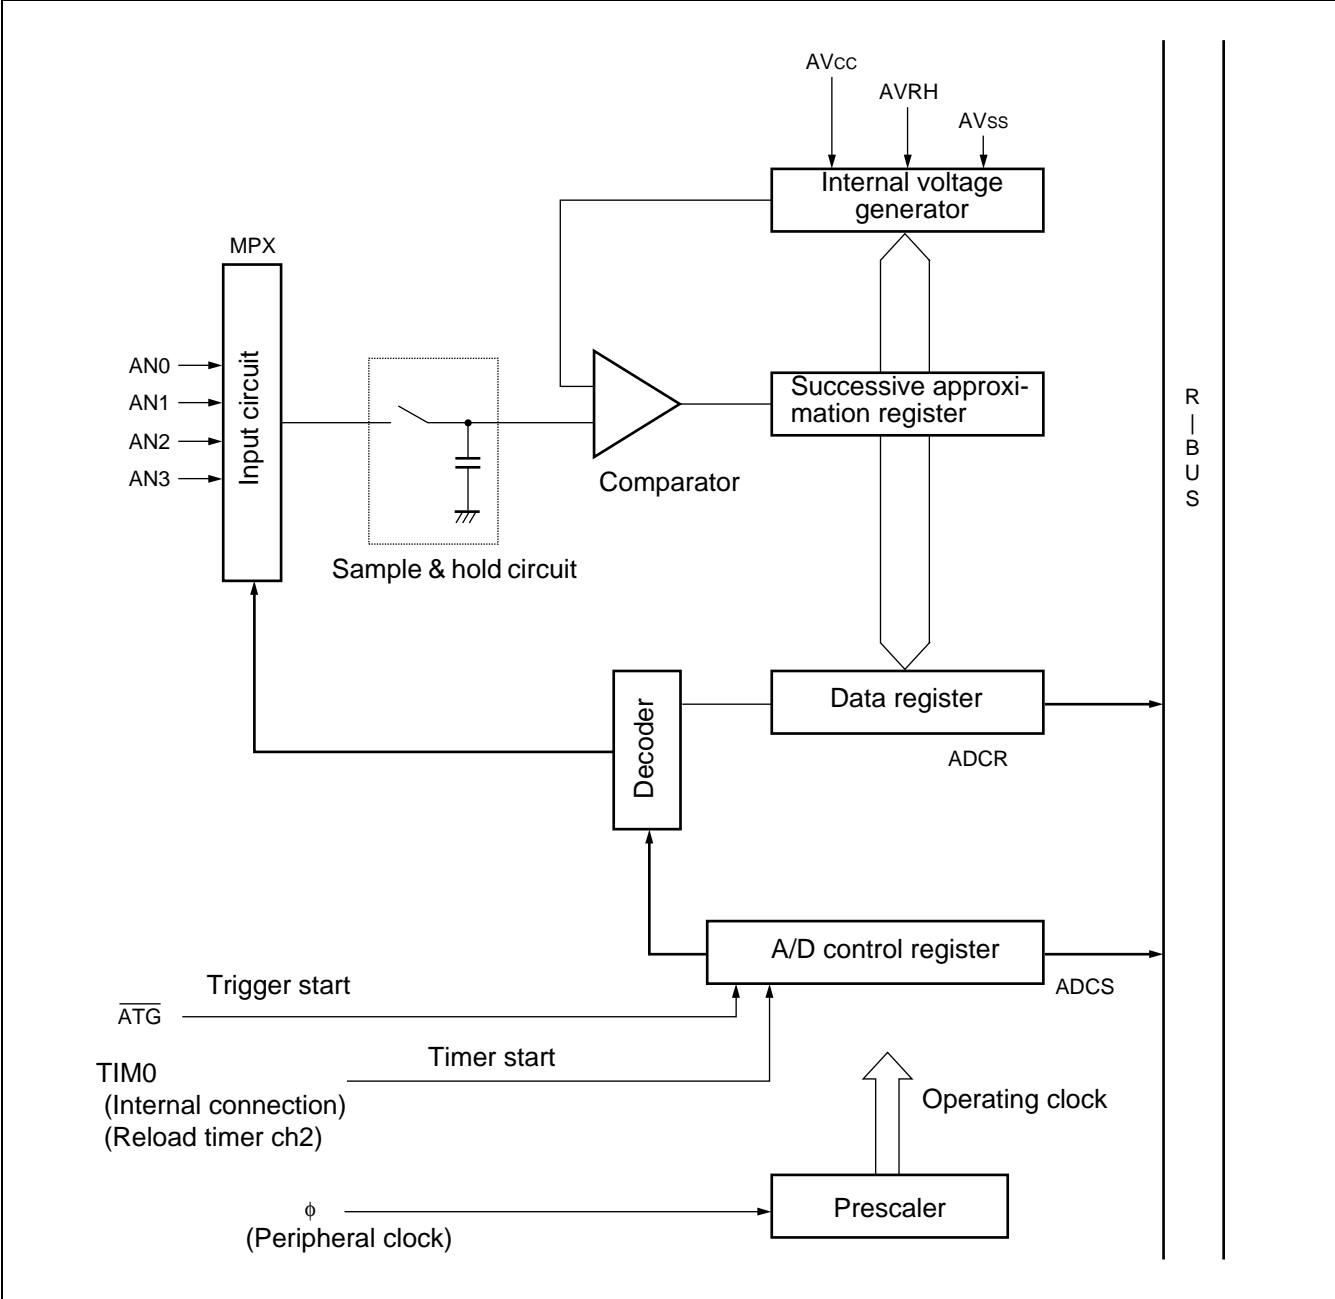 AVCC
AVRH
AVSS
Internal voltage
generator
MPX
AN0
AN1
AN2
AN3
Input circuit
Successive approxi-
mation register
Comparator
Sample & hold circuit
R
|
B
U
S
Decoder
Data register
ADCR
A/D control register
ADCS
Trigger start
ATG
Timer start
TIM0
(Internal connection)
(Reload timer ch2)
Operating clock
Prescaler
ϕ
(Peripheral clock)